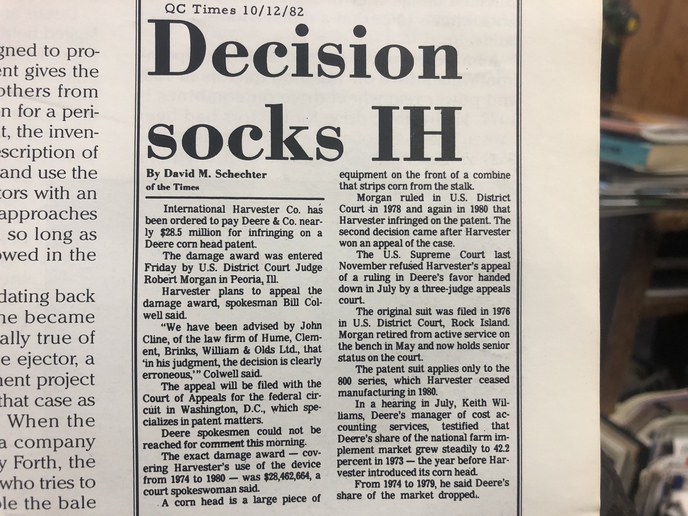 gned to pro-
ent gives the
others from
n for a peri-
t, the inven-
scription of
and use the
tors with an
approaches
so long as
owed in the
dating back
he became
ally true of
e ejector, a
ment project
that case as
When the
a company
y Forth, the
who tries to
ble the bale
QC Times 10/12/82
Decision
socks IH
By David M. Schechter
of the Times
International Harvester Co. has
been ordered to pay Deere & Co. near-
ly $28.5 million for infringing on a
Deere corn head patent.
The damage award was entered
Friday by U.S. District Court Judge
Robert Morgan in Peoria, Ill.
Harvester plans to appeal the
damage award, spokesman Bill Col-
well said.
"We have been advised by John
Cline, of the law firm of Hume, Clem-
ent, Brinks, William & Olds Ltd., that
'in his judgment, the decision is clearly
erroneous,'" Colwell said.
The appeal will be filed with the
Court of Appeals for the federal cir-
cuit in Washington, D.C., which spe-
cializes in patent matters.
Deere spokesmen could not be
reached for comment this morning.
The exact damage award — cov-
ering Harvester's use of the device
from 1974 to 1980 — was $28,462,664, a
court spokeswoman said.
A corn head is a large piece of
equipment on the front of a combine
that strips corn from the stalk.
Morgan ruled in U.S. District
Court in 1978 and again in 1980 that
Harvester infringed on the patent. The
second decision came after Harvester
won an appeal of the case.
The U.S. Supreme Court last
November refused Harvester's appeal
of a ruling in Deere's favor handed
down in July by a three-judge appeals
court.
The original suit was filed in 1976
in U.S. District Court, Rock Island.
Morgan retired from active service on
the bench in May and now holds senior
status on the court.
The patent suit applies only to the
800 series, which Harvester ceased
manufacturing in 1980.
In a hearing in July, Keith Wil-
liams, Deere's manager of cost ac-
counting services, testified that
Deere's share of the national farm im-
plement market grew steadily to 42.2
percent in 1973 — the year before Har-
vester introduced its corn head.
From 1974 to 1979, he said Deere's
share of the market dropped.